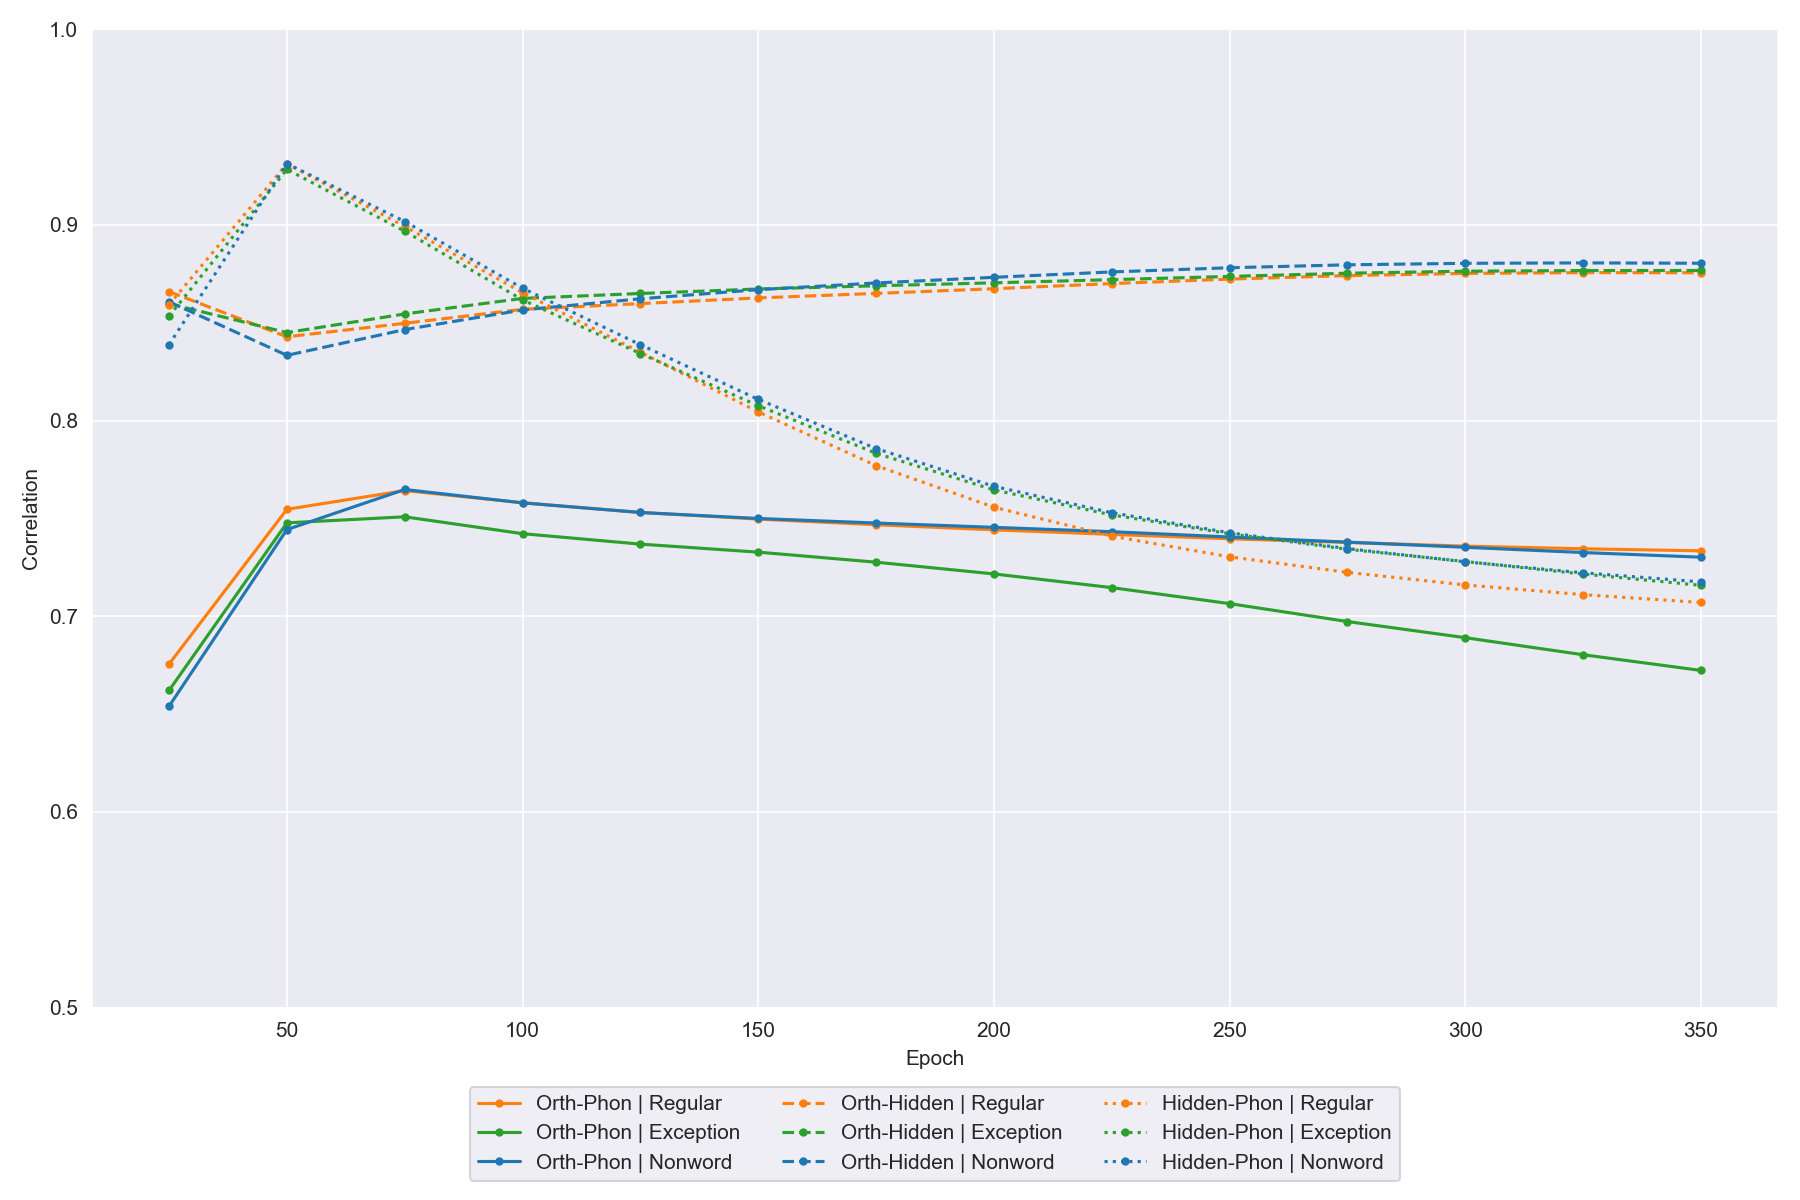 1.0
0.9
0.8
0.7
0.6
0.5
Correlation
50 100 150 200 250 300 350
Epoch
Orth-Phon | Regular Orth-Hidden | Regular Hidden-Phon | Regular
Orth-Phon | Exception Orth-Hidden | Exception Hidden-Phon | Exception
Orth-Phon | Nonword Orth-Hidden | Nonword Hidden-Phon | Nonword